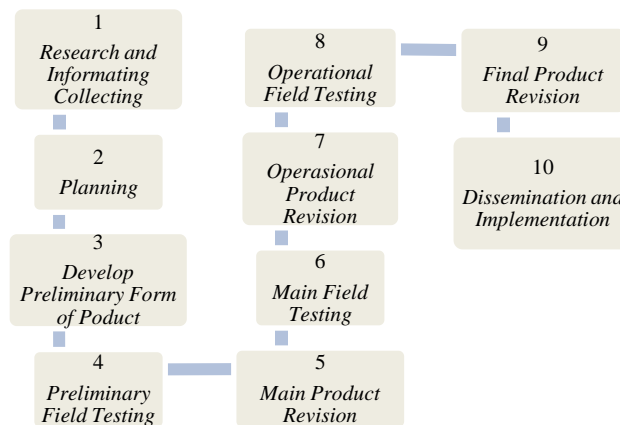 1
Research and
Informating
Collecting
2
Planning
3
Develop
Preliminary Form
of Poduct
4
Preliminary
Field Testing
5
Main Product
Revision
6
Main Field
Testing
7
Operasional
Product
Revision
8
Operational
Field Testing
9
Final Product
Revision
10
Dissemination and
Implementation